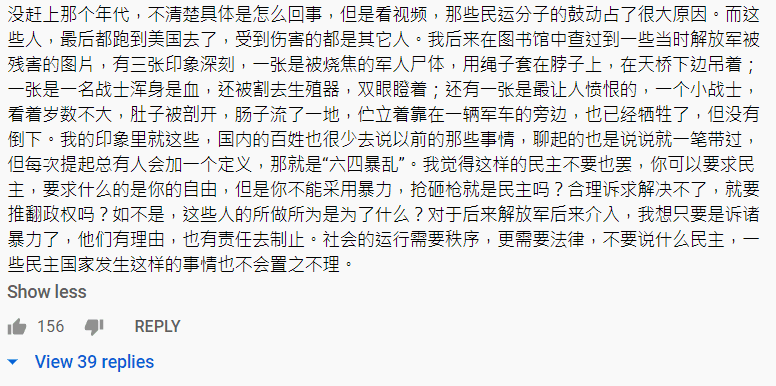 没赶上那个年代，不清楚具体是怎么回事，但是看视频，那些民运分子的鼓动占了很大原因。而这
些人，最后都跑到美国去了，受到伤害的都是其它人。我后来在图书馆中查过到一些当时解放军被
残害的图片，有三张印象深刻，一张是被烧焦的军人尸体，用绳子套在脖子上，在天桥下边吊着；
一张是一名战士浑身是血，还被割去生殖器，双眼瞪着；还有一张是最让人愤恨的，一个小战士，
看着岁数不大，肚子被剖开，肠子流了一地，伫立着靠在一辆军车的旁边，也已经牺牲了，但没有
倒下。我的印象里就这些，国内的百姓也很少去说以前的那些事情，聊起的也是说说就一笔带过，
但每次提起总有人会加一个定义，那就是“六四暴乱”。我觉得这样的民主不要也罢，你可以要求民
主，要求什么的是你的自由，但是你不能采用暴力，抢砸枪就是民主吗？合理诉求解决不了，就要
推翻政权吗？如不是，这些人的所做所为是为了什么？对于后来解放军后来介入，我想只要是诉诸
暴力了，他们有理由，也有责任去制止。社会的运行需要秩序，更需要法律，不要说什么民主，一
些民主国家发生这样的事情也不会置之不理。
Show less
156 REPLY
View 39 replies